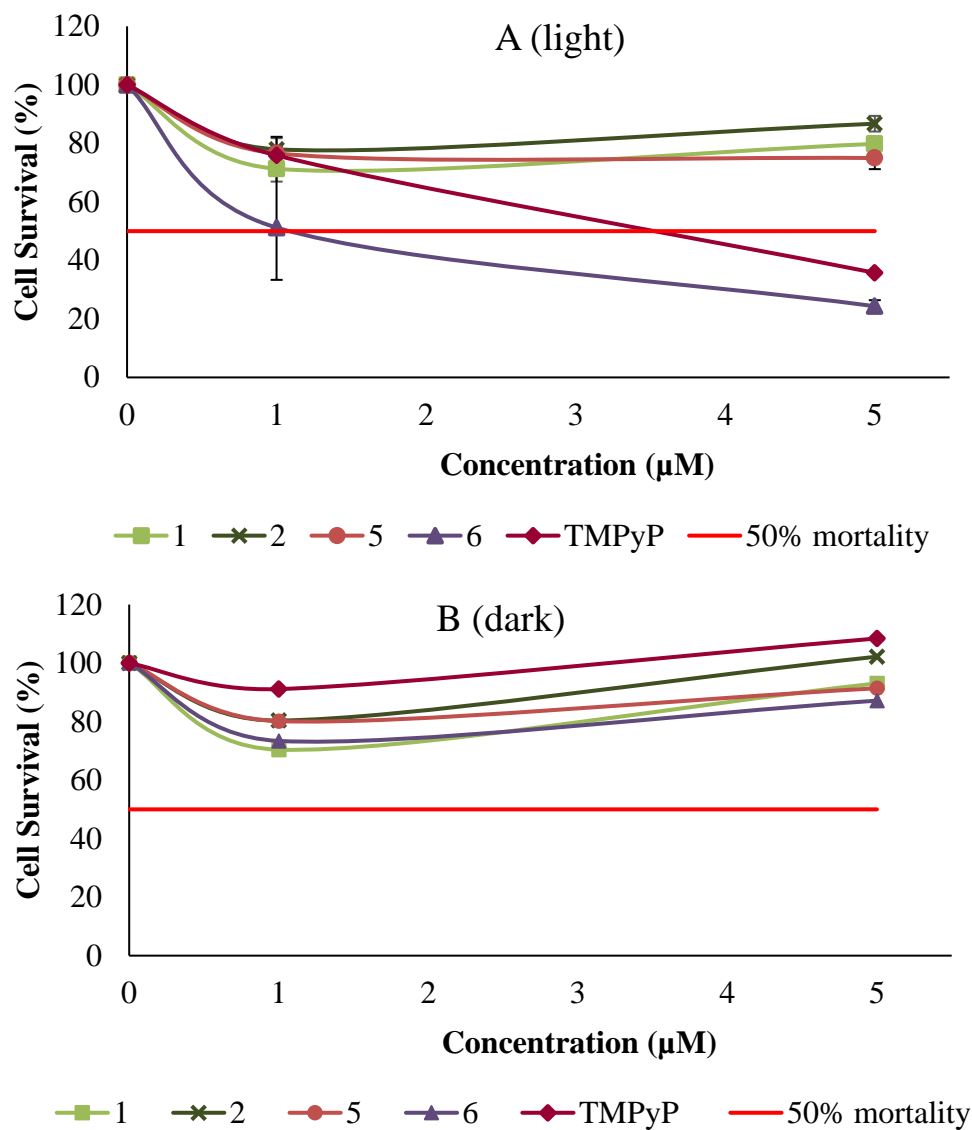 A (light)
Cell Survival (%)
120
100
80
60
40
20
0
0 1 2 3 4 5
Concentration (µM)
1 2 5 6 TMPyP 50% mortality
B (dark)
Cell Survival (%)
120
100
80
60
40
20
0
0 1 2 3 4 5
Concentration (µM)
1 2 5 6 TMPyP 50% mortality